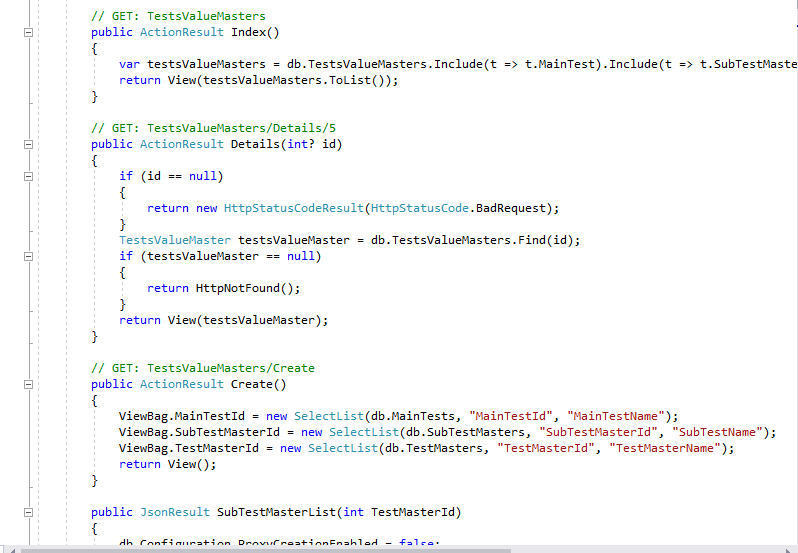 // GET: TestsValueMasters
public ActionResult Index()
{
var testsValueMasters = db.TestsValueMasters.Include(t => t.MainTest).Include(t => t.SubTestMaste
return View(testsValueMasters.ToList());
}
// GET: TestsValueMasters/Details/5
public ActionResult Details(int? id)
{
if (id == null)
{
return new HttpStatusCodeResult(HttpStatusCode.BadRequest);
}
TestsValueMaster testsValueMaster = db.TestsValueMasters.Find(id);
if (testsValueMaster == null)
{
return HttpNotFound();
}
return View(testsValueMaster);
}
// GET: TestsValueMasters/Create
public ActionResult Create()
{
ViewBag.MainTestId = new SelectList(db.MainTests, "MainTestId", "MainTestName");
ViewBag.SubTestMasterId = new SelectList(db.SubTestMasters, "SubTestMasterId", "SubTestName");
ViewBag.TestMasterId = new SelectList(db.TestMasters, "TestMasterId", "TestMasterName");
return View();
}
public JsonResult SubTestMasterList(int TestMasterId)
{
db.Configuration.ProxyCreationEnabled = false;